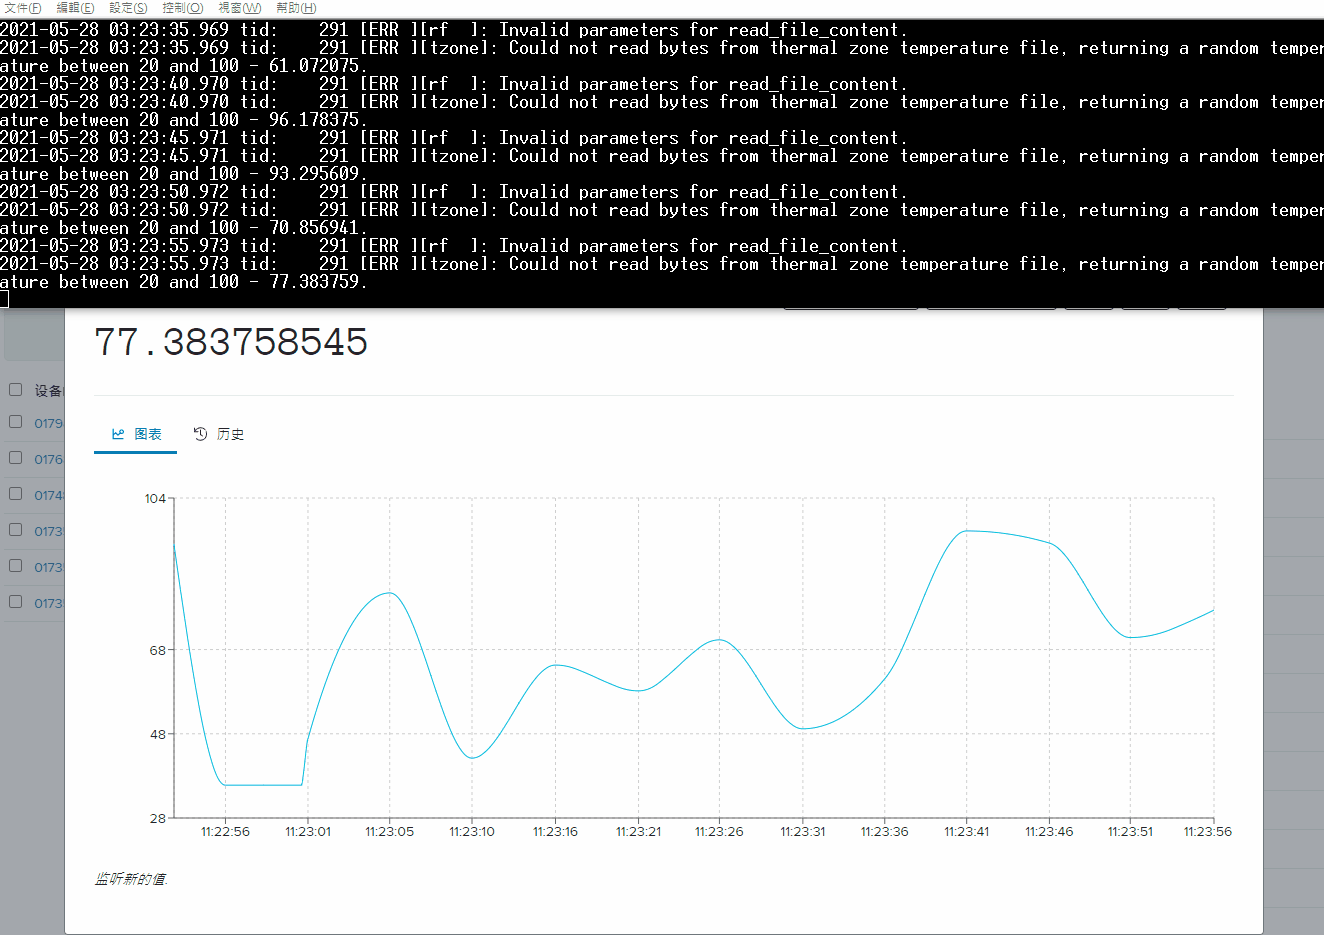 文件(F) 編輯(E) 設定(S) 控制(O) 視窗(W) 幫助(H)
2021-05-28 03:23:35.969 tid:    291 [ERR ][rf  ]: Invalid parameters for read_file_content.
2021-05-28 03:23:35.969 tid:    291 [ERR ][tzone]: Could not read bytes from thermal zone temperature file, returning a random temper
ature between 20 and 100 - 61.072075.
2021-05-28 03:23:40.970 tid:    291 [ERR ][rf  ]: Invalid parameters for read_file_content.
2021-05-28 03:23:40.970 tid:    291 [ERR ][tzone]: Could not read bytes from thermal zone temperature file, returning a random temper
ature between 20 and 100 - 96.178375.
2021-05-28 03:23:45.971 tid:    291 [ERR ][rf  ]: Invalid parameters for read_file_content.
2021-05-28 03:23:45.971 tid:    291 [ERR ][tzone]: Could not read bytes from thermal zone temperature file, returning a random temper
ature between 20 and 100 - 93.295609.
2021-05-28 03:23:50.972 tid:    291 [ERR ][rf  ]: Invalid parameters for read_file_content.
2021-05-28 03:23:50.972 tid:    291 [ERR ][tzone]: Could not read bytes from thermal zone temperature file, returning a random temper
ature between 20 and 100 - 70.856941.
2021-05-28 03:23:55.973 tid:    291 [ERR ][rf  ]: Invalid parameters for read_file_content.
2021-05-28 03:23:55.973 tid:    291 [ERR ][tzone]: Could not read bytes from thermal zone temperature file, returning a random temper
ature between 20 and 100 - 77.383759.
77.383758545
设备
0179
0176
0174
0173
0173
0173
图表 历史
104
68
48
28
11:22:56 11:23:01 11:23:05 11:23:10 11:23:16 11:23:21 11:23:26 11:23:31 11:23:36 11:23:41 11:23:46 11:23:51 11:23:56
监听新的值.